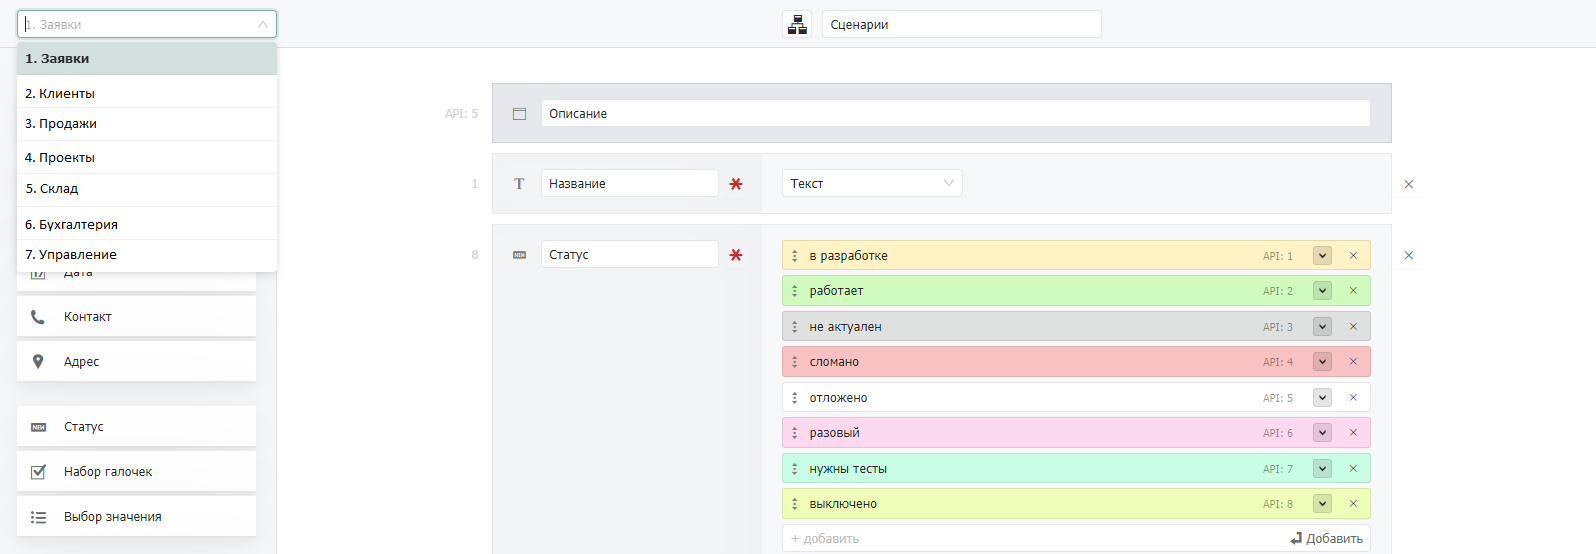 1. Заявки
Сценарии
1. Заявки
2. Клиенты
3. Продажи
4. Проекты
5. Склад
6. Бухгалтерия
7. Управление
Дата
Контакт
Адрес
Статус
NEW
Набор галочек
Выбор значения
API: 5
Описание
1
T
Название
Текст
8
NEW
Статус
в разработке API: 1
работает API: 2
не актуален API: 3
сломано API: 4
отложено API: 5
разовый API: 6
нужны тесты API: 7
выключено API: 8
+ добавить
Добавить